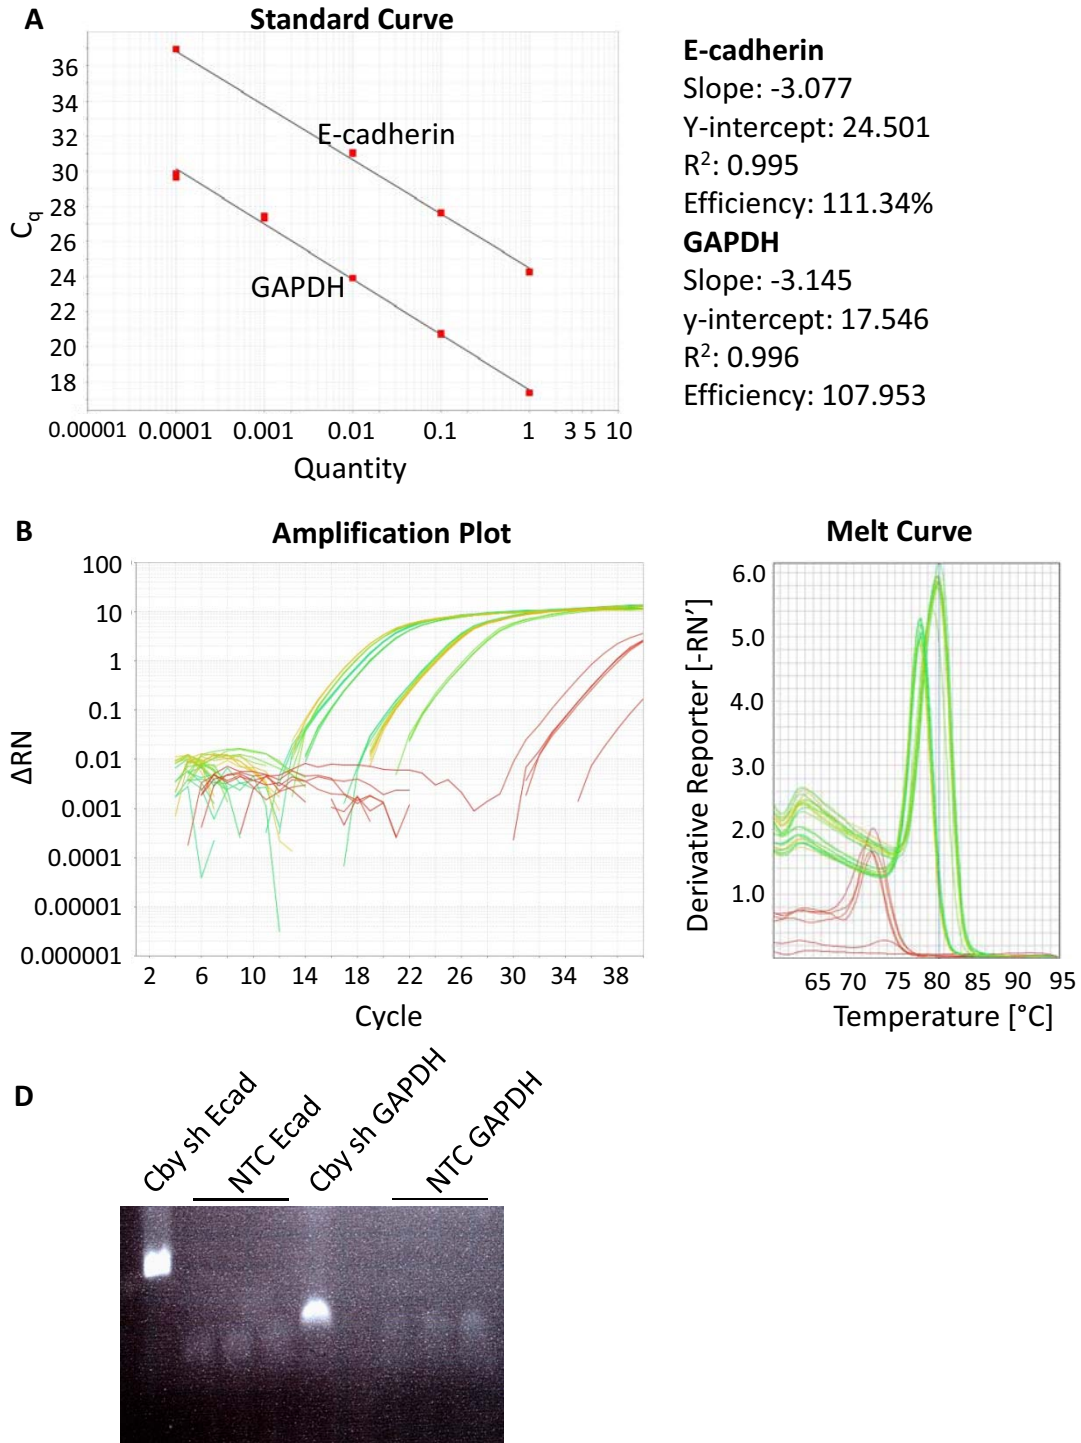 A
Standard Curve
36
34
32
30
28
26
24
22
20
18
Cq
E-cadherin
GAPDH
0.00001 0.0001 0.001 0.01 0.1 1 3 5 10
Quantity
E-cadherin
Slope: -3.077
Y-intercept: 24.501
R²: 0.995
Efficiency: 111.34%
GAPDH
Slope: -3.145
y-intercept: 17.546
R²: 0.996
Efficiency: 107.953
B
Amplification Plot
100
10
1
0.1
0.01
0.001
0.0001
0.00001
0.000001
ΔRN
2 6 10 14 18 22 26 30 34 38
Cycle
Melt Curve
6.0
5.0
4.0
3.0
2.0
1.0
Derivative Reporter [-RN’]
65 70 75 80 85 90 95
Temperature [°C]
D
Cby sh Ecad
NTC Ecad
Cby sh GAPDH
NTC GAPDH